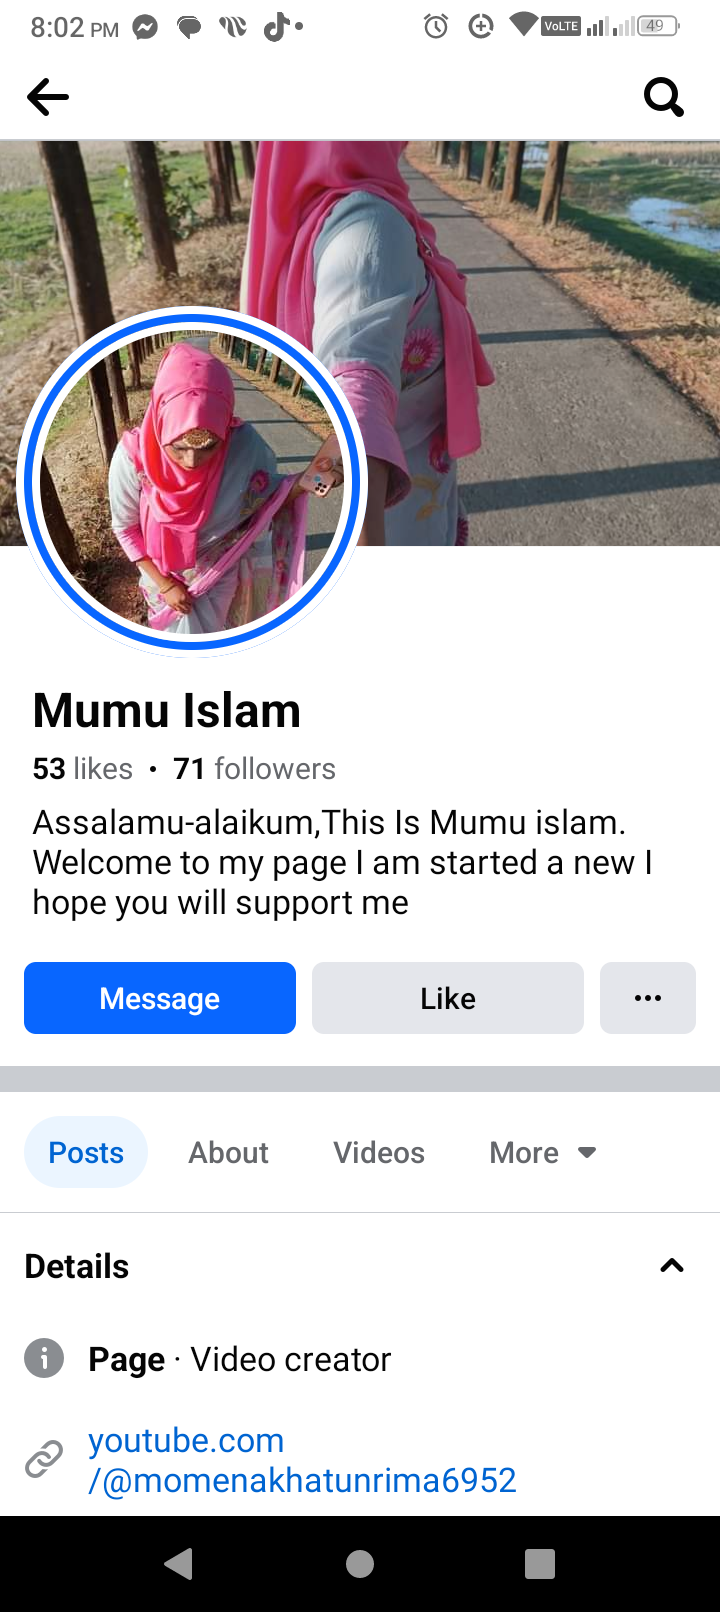 8:02 PM
VoLTE
49
Mumu Islam
53 likes • 71 followers
Assalamu-alaikum,This Is Mumu islam.
Welcome to my page I am started a new I
hope you will support me
Message
Like
Posts
About
Videos
More
Details
Page · Video creator
youtube.com
/@momenakhatunrima6952